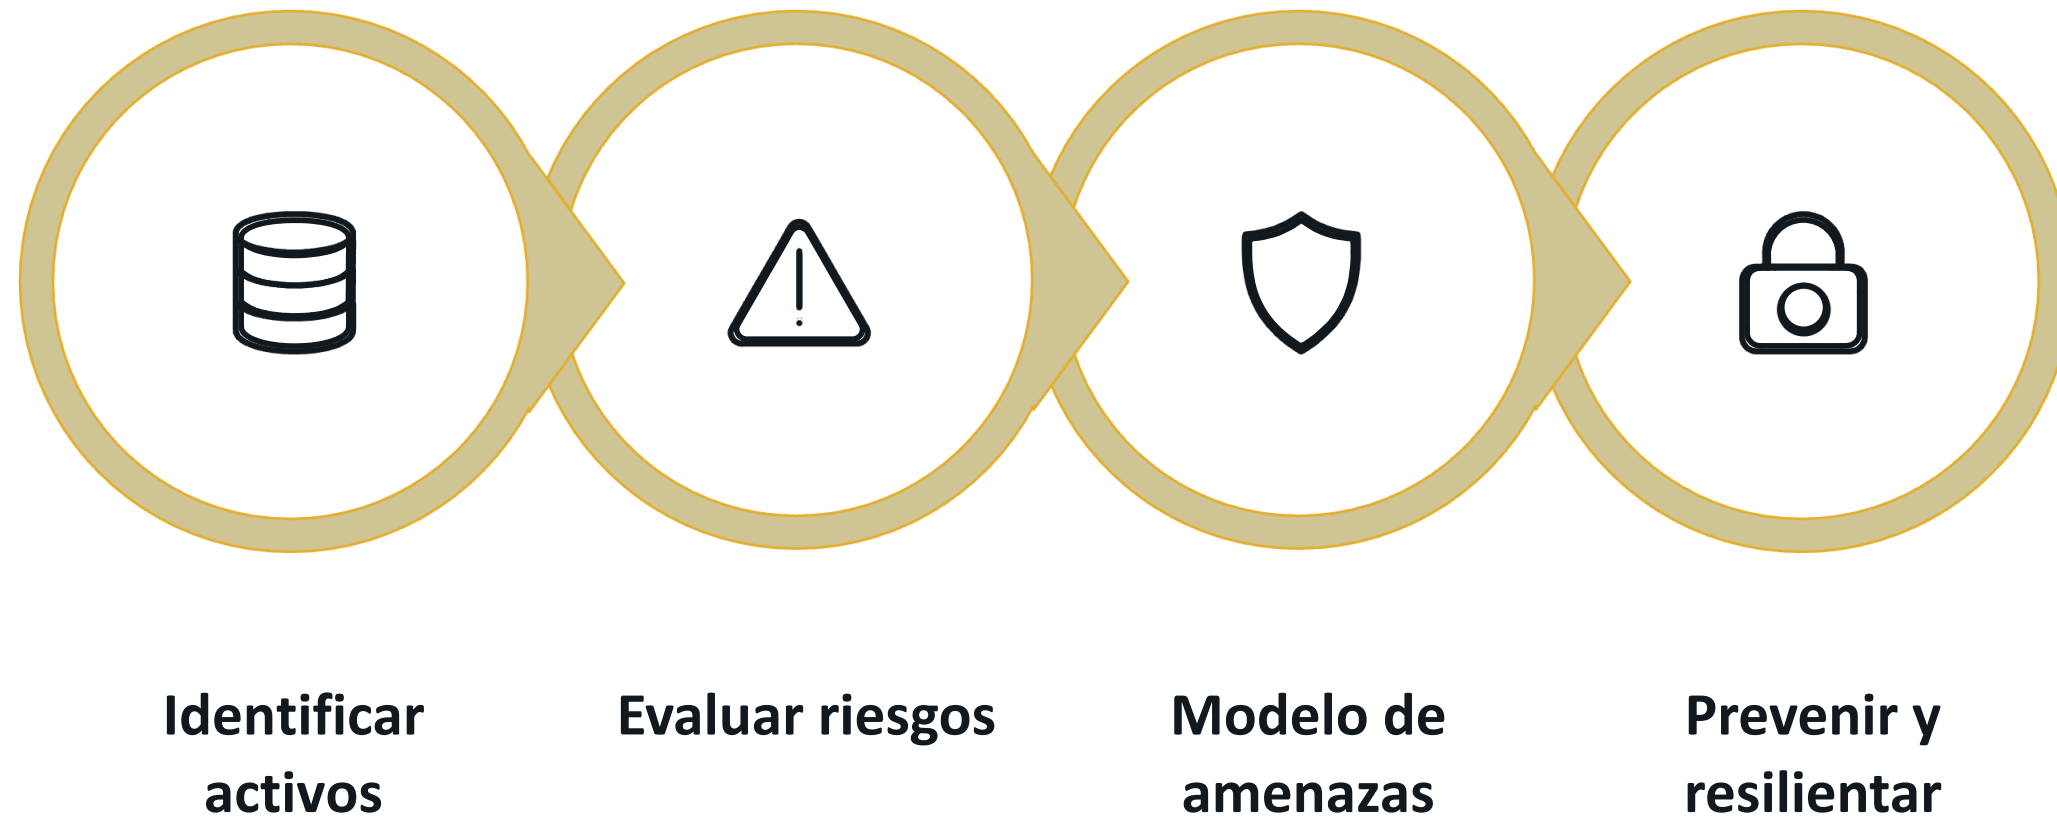 Identificar
activos
Evaluar riesgos
Modelo de
amenazas
Prevenir y
resilientar